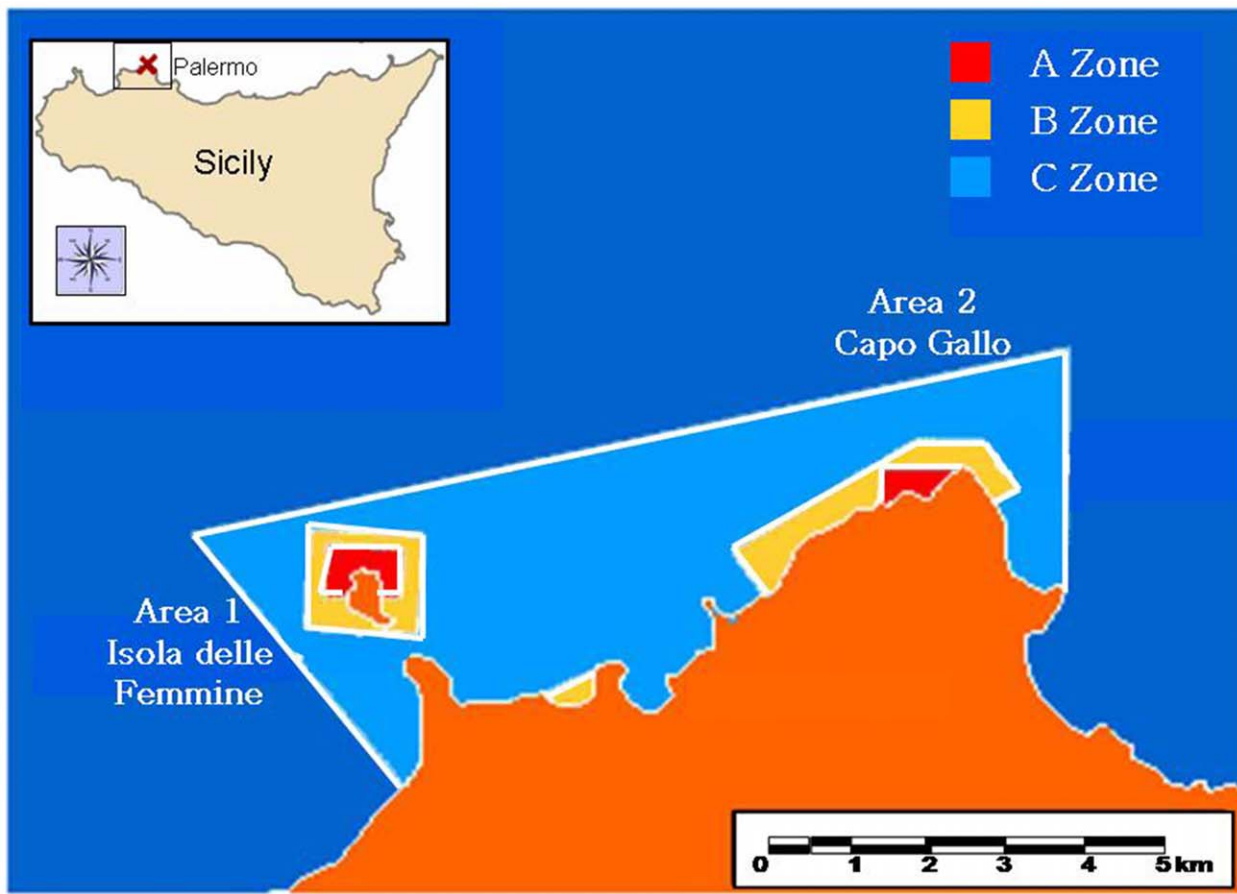 Palermo
Sicily
A Zone
B Zone
C Zone
Area 2
Capo Gallo
Area 1
Isola delle
Femmine
0 1 2 3 4 5 km